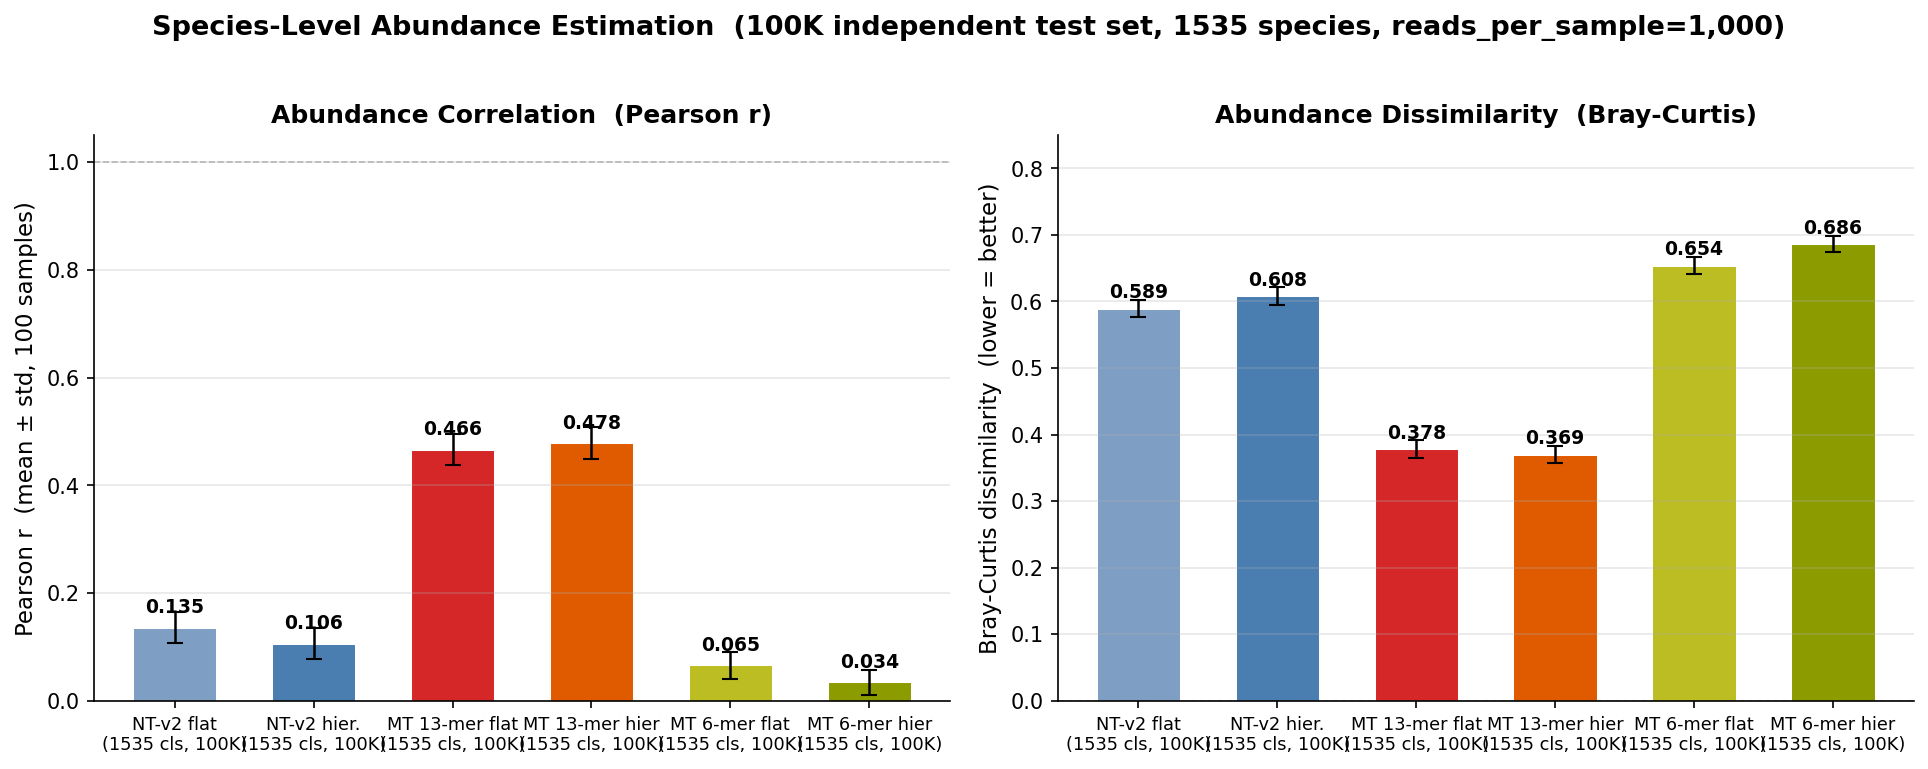 Species-Level Abundance Estimation  (100K independent test set, 1535 species, reads_per_sample=1,000)
Abundance Correlation  (Pearson r)
Pearson r  (mean ± std, 100 samples)
1.0
0.8
0.6
0.4
0.2
0.0
0.135
0.106
0.466
0.478
0.065
0.034
NT-v2 flat
(1535 cls, 100K)
NT-v2 hier.
(1535 cls, 100K)
MT 13-mer flat
(1535 cls, 100K)
MT 13-mer hier
(1535 cls, 100K)
MT 6-mer flat
(1535 cls, 100K)
MT 6-mer hier
(1535 cls, 100K)
Abundance Dissimilarity  (Bray-Curtis)
Bray-Curtis dissimilarity  (lower = better)
0.8
0.7
0.6
0.5
0.4
0.3
0.2
0.1
0.0
0.589
0.608
0.378
0.369
0.654
0.686
NT-v2 flat
(1535 cls, 100K)
NT-v2 hier.
(1535 cls, 100K)
MT 13-mer flat
(1535 cls, 100K)
MT 13-mer hier
(1535 cls, 100K)
MT 6-mer flat
(1535 cls, 100K)
MT 6-mer hier
(1535 cls, 100K)